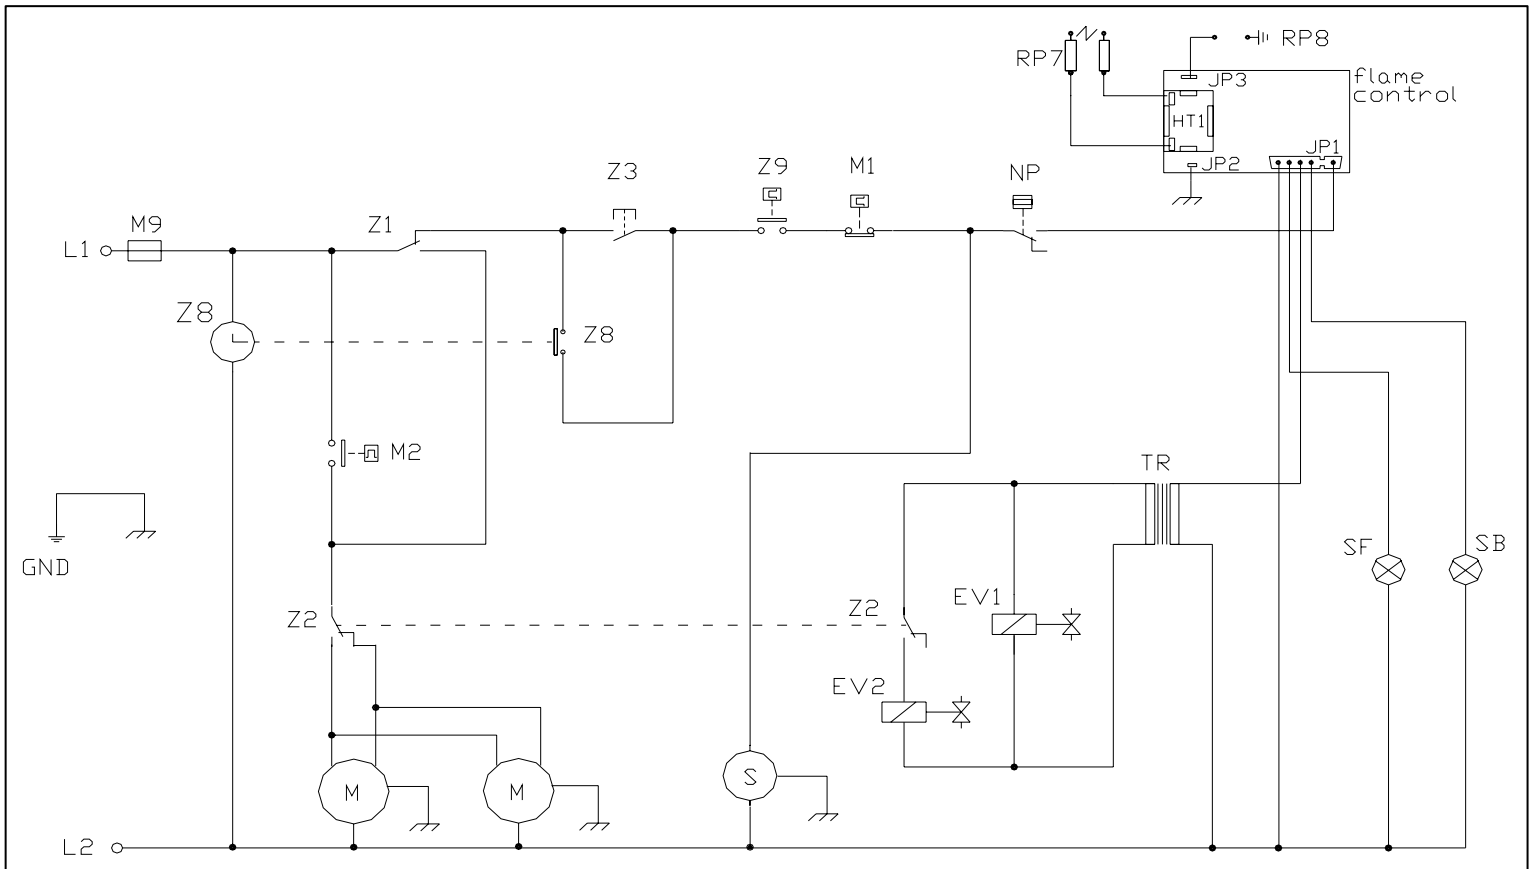 RP7
RP8
JP3
flame
control
HT1
JP1
JP2
Z3
Z9
M1
NP
M9
Z1
L1
Z8
Z8
M2
TR
GND
SF
SB
Z2
Z2
EV1
EV2
M
M
S
L2